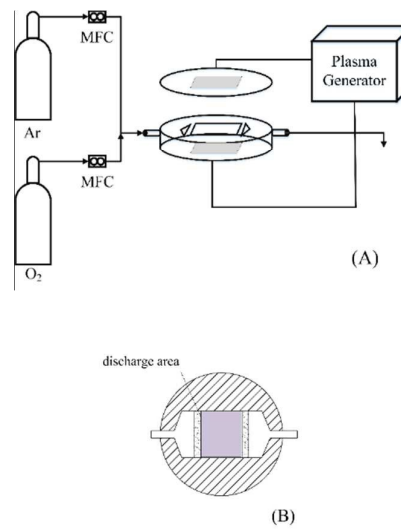 MFC
Plasma
Generator
Ar
MFC
O₂
(A)
discharge area
(B)